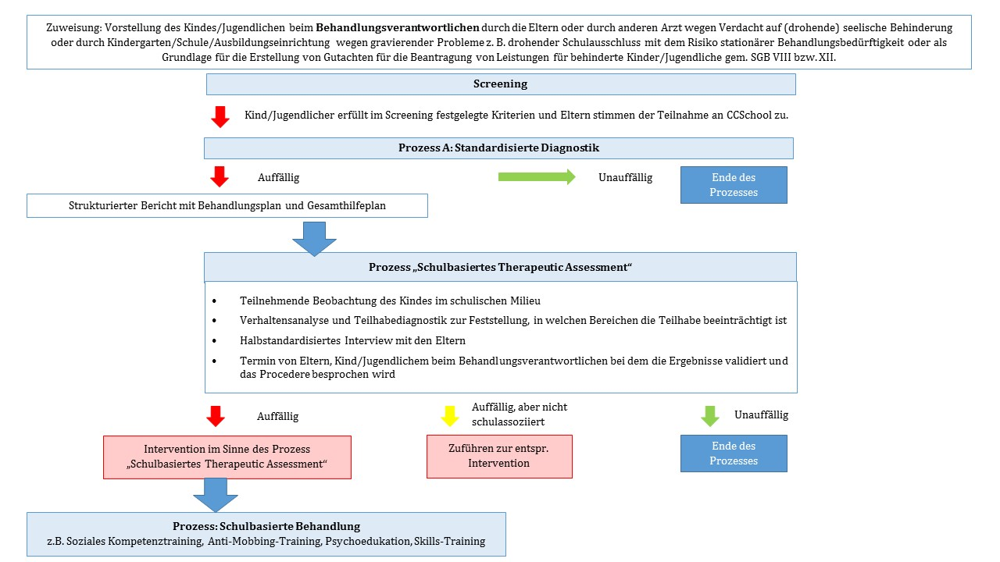 Zuweisung: Vorstellung des Kindes/Jugendlichen beim Behandlungsverantwortlichen durch die Eltern oder durch anderen Arzt wegen Verdacht auf (drohende) seelische Behinderung
oder durch Kindergarten/Schule/Ausbildungseinrichtung wegen gravierender Probleme z. B. drohender Schulausschluss mit dem Risiko stationärer Behandlungsbedürftigkeit oder als
Grundlage für die Erstellung von Gutachten für die Beantragung von Leistungen für behinderte Kinder/Jugendliche gem. SGB VIII bzw. XII.
Screening
Kind/Jugendlicher erfüllt im Screening festgelegte Kriterien und Eltern stimmen der Teilnahme an CCSchool zu.
Prozess A: Standardisierte Diagnostik
Auffällig
Unauffällig
Ende des
Prozesses
Strukturierter Bericht mit Behandlungsplan und Gesamthilfeplan
Prozess „Schulbasiertes Therapeutic Assessment“
• Teilnehmende Beobachtung des Kindes im schulischen Milieu
• Verhaltensanalyse und Teilhabediagnostik zur Feststellung, in welchen Bereichen die Teilhabe beeinträchtigt ist
• Halbstandardisiertes Interview mit den Eltern
• Termin von Eltern, Kind/Jugendlichem beim Behandlungsverantwortlichen bei dem die Ergebnisse validiert und
das Procedere besprochen wird
Auffällig
Auffällig, aber nicht
schulassoziiert
Unauffällig
Intervention im Sinne des Prozess
„Schulbasiertes Therapeutic Assessment“
Zuführen zur entspr.
Intervention
Ende des
Prozesses
Prozess: Schulbasierte Behandlung
z.B. Soziales Kompetenztraining, Anti-Mobbing-Training, Psychoedukation, Skills-Training